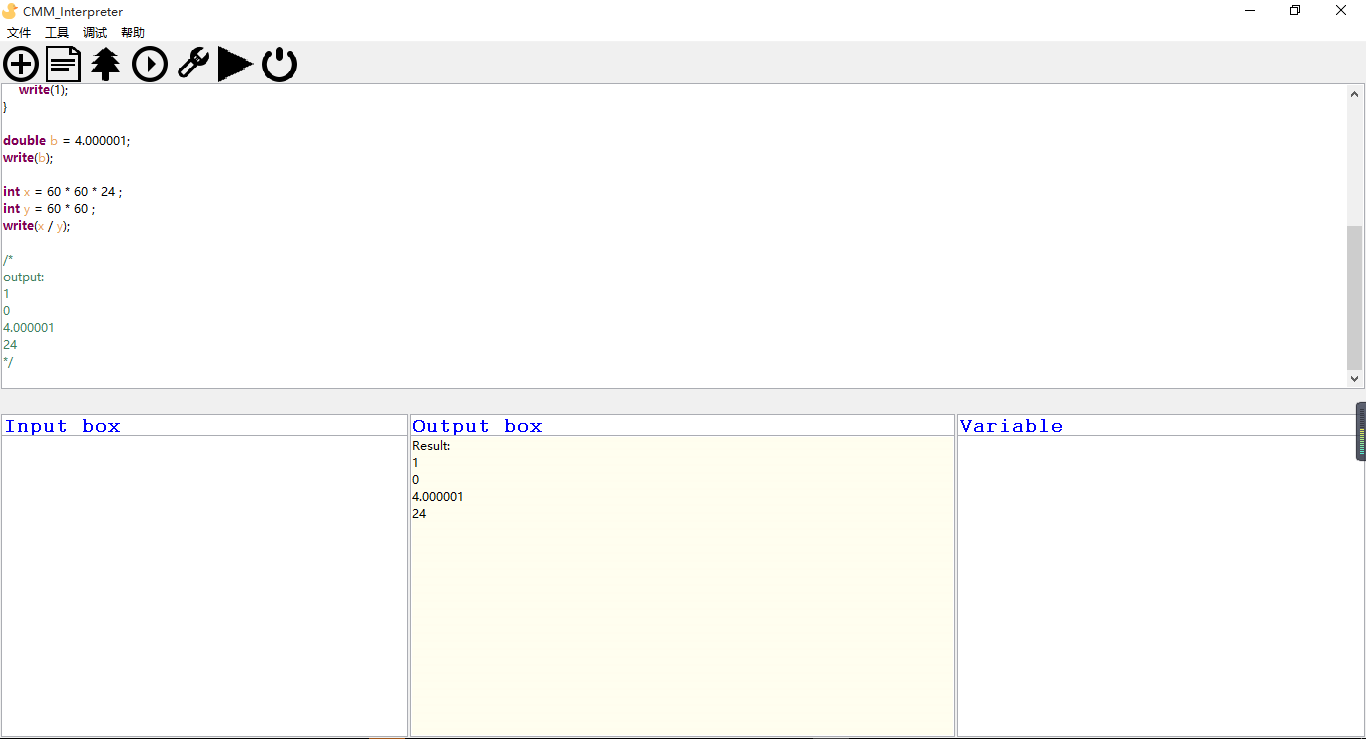 CMM_Interpreter
文件 工具 调试 帮助
write(1);
}
double b = 4.000001;
write(b);
int x = 60 * 60 * 24 ;
int y = 60 * 60 ;
write(x / y);
/*
output:
1
0
4.000001
24
*/
Input box
Output box
Variable
Result:
1
0
4.000001
24